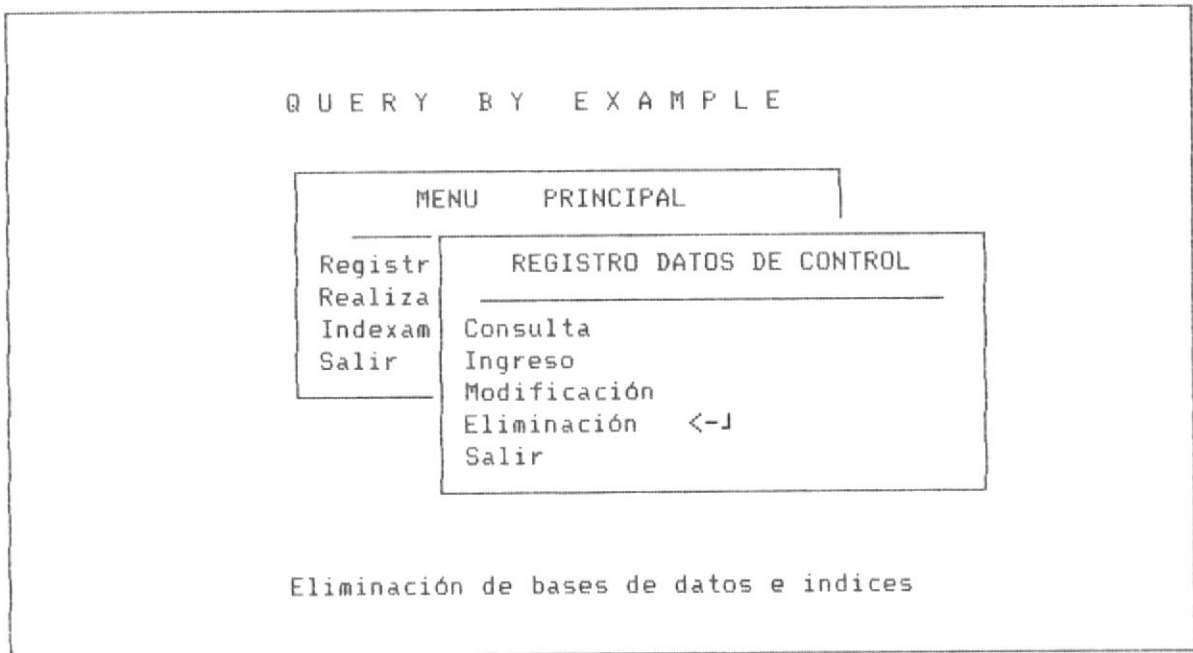 QUERY BY EXAMPLE
MENU PRINCIPAL
REGISTRO DATOS DE CONTROL
Registr
Realiza
Indexam
Salir
Consulta
Ingreso
Modificación
Eliminación <-┘
Salir
Eliminación de bases de datos e indices